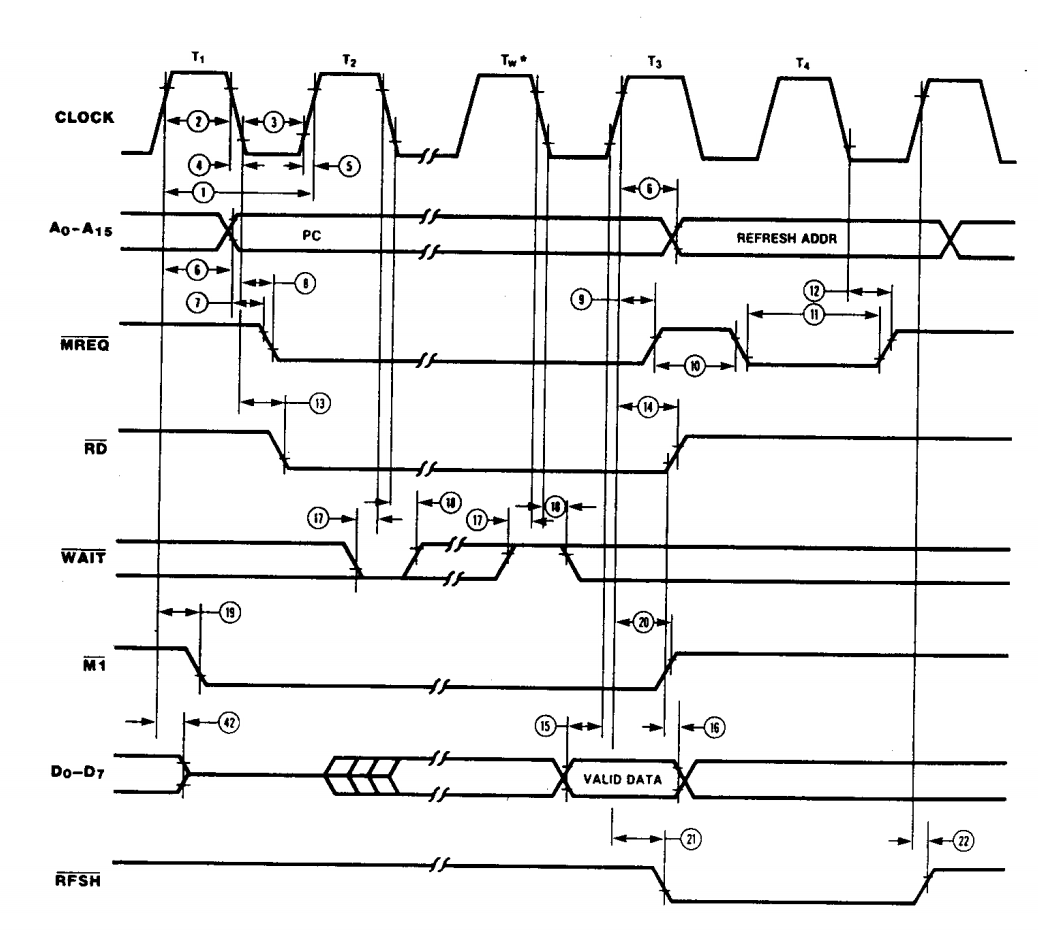 T1 T2 Tw* T3 T4
CLOCK
2 3
4 5
1 6
A0-A15 PC REFRESH ADDR
6 8
7 9 12
11
MREQ
10
13 14
RD
17 18 17 18
WAIT
19 20
M1
42 15 16
D0-D7 VALID DATA
21 22
RFSH